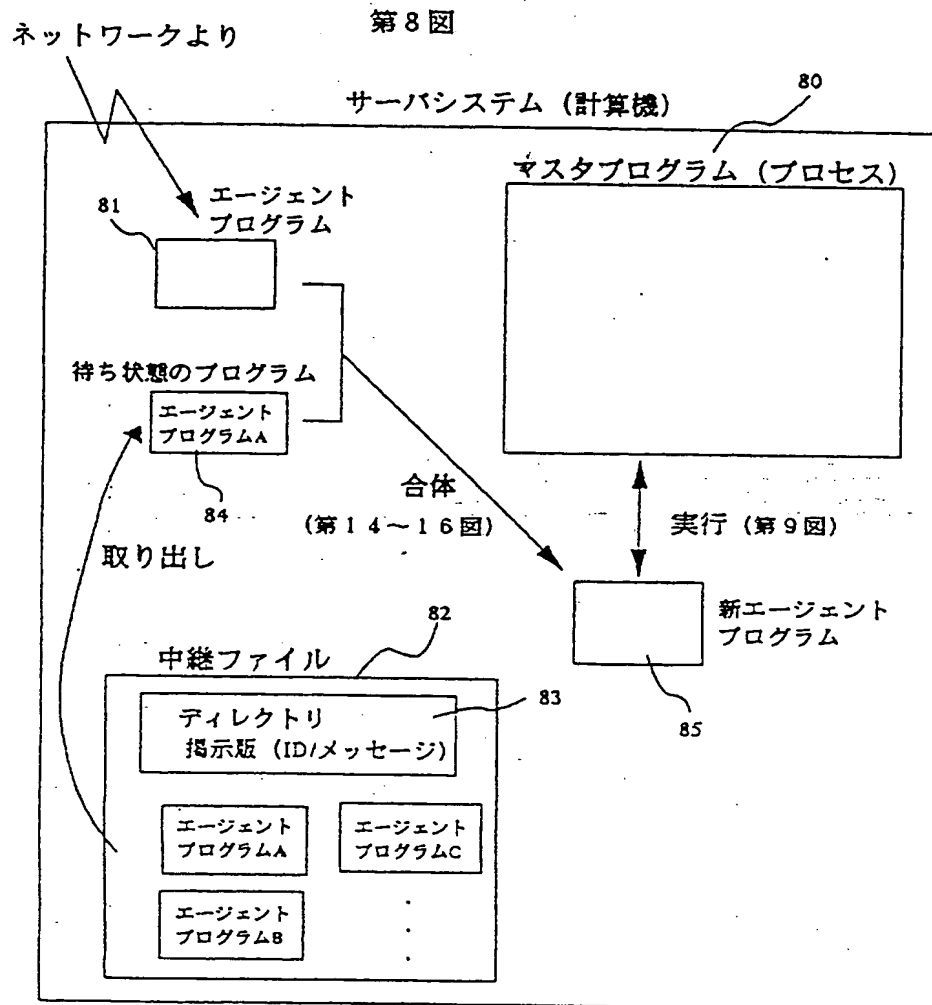 第8図
ネットワークより
サーバシステム (計算機)
80
マスタプログラム (プロセス)
81
エージェント
プログラム
待ち状態のプログラム
エージェント
プログラムA
84
合体
(第14〜16図)
実行 (第9図)
取り出し
新エージェント
プログラム
85
82
中継ファイル
83
ディレクトリ
掲示版 (ID/メッセージ)
エージェント
プログラムA
エージェント
プログラムC
エージェント
プログラムB